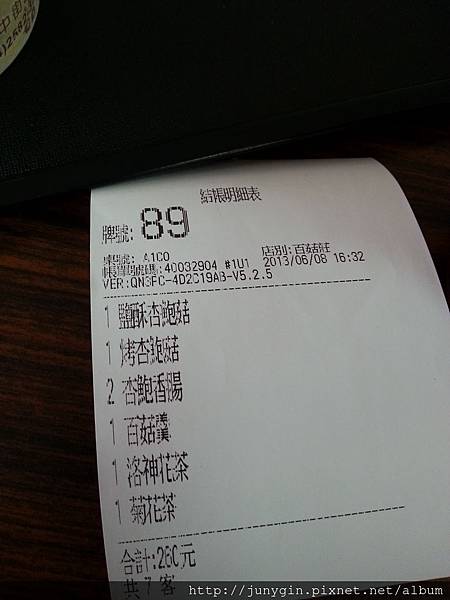 中街
結帳明細表
牌號: 89
桌號: A1C0
帳單號碼:40032904 #1U1 店別:百菇莊
VER:QN3FC-4D2C19AB-V5.2.5 2013/06/08 16:32
1 鹽酥杏鮑菇
1 烤杏鮑菇
2 杏鮑香腸
1 百菇羹
1 洛神花茶
1 菊花茶
合計:260元
共 7 客
http://junygin.pixnet.net/album